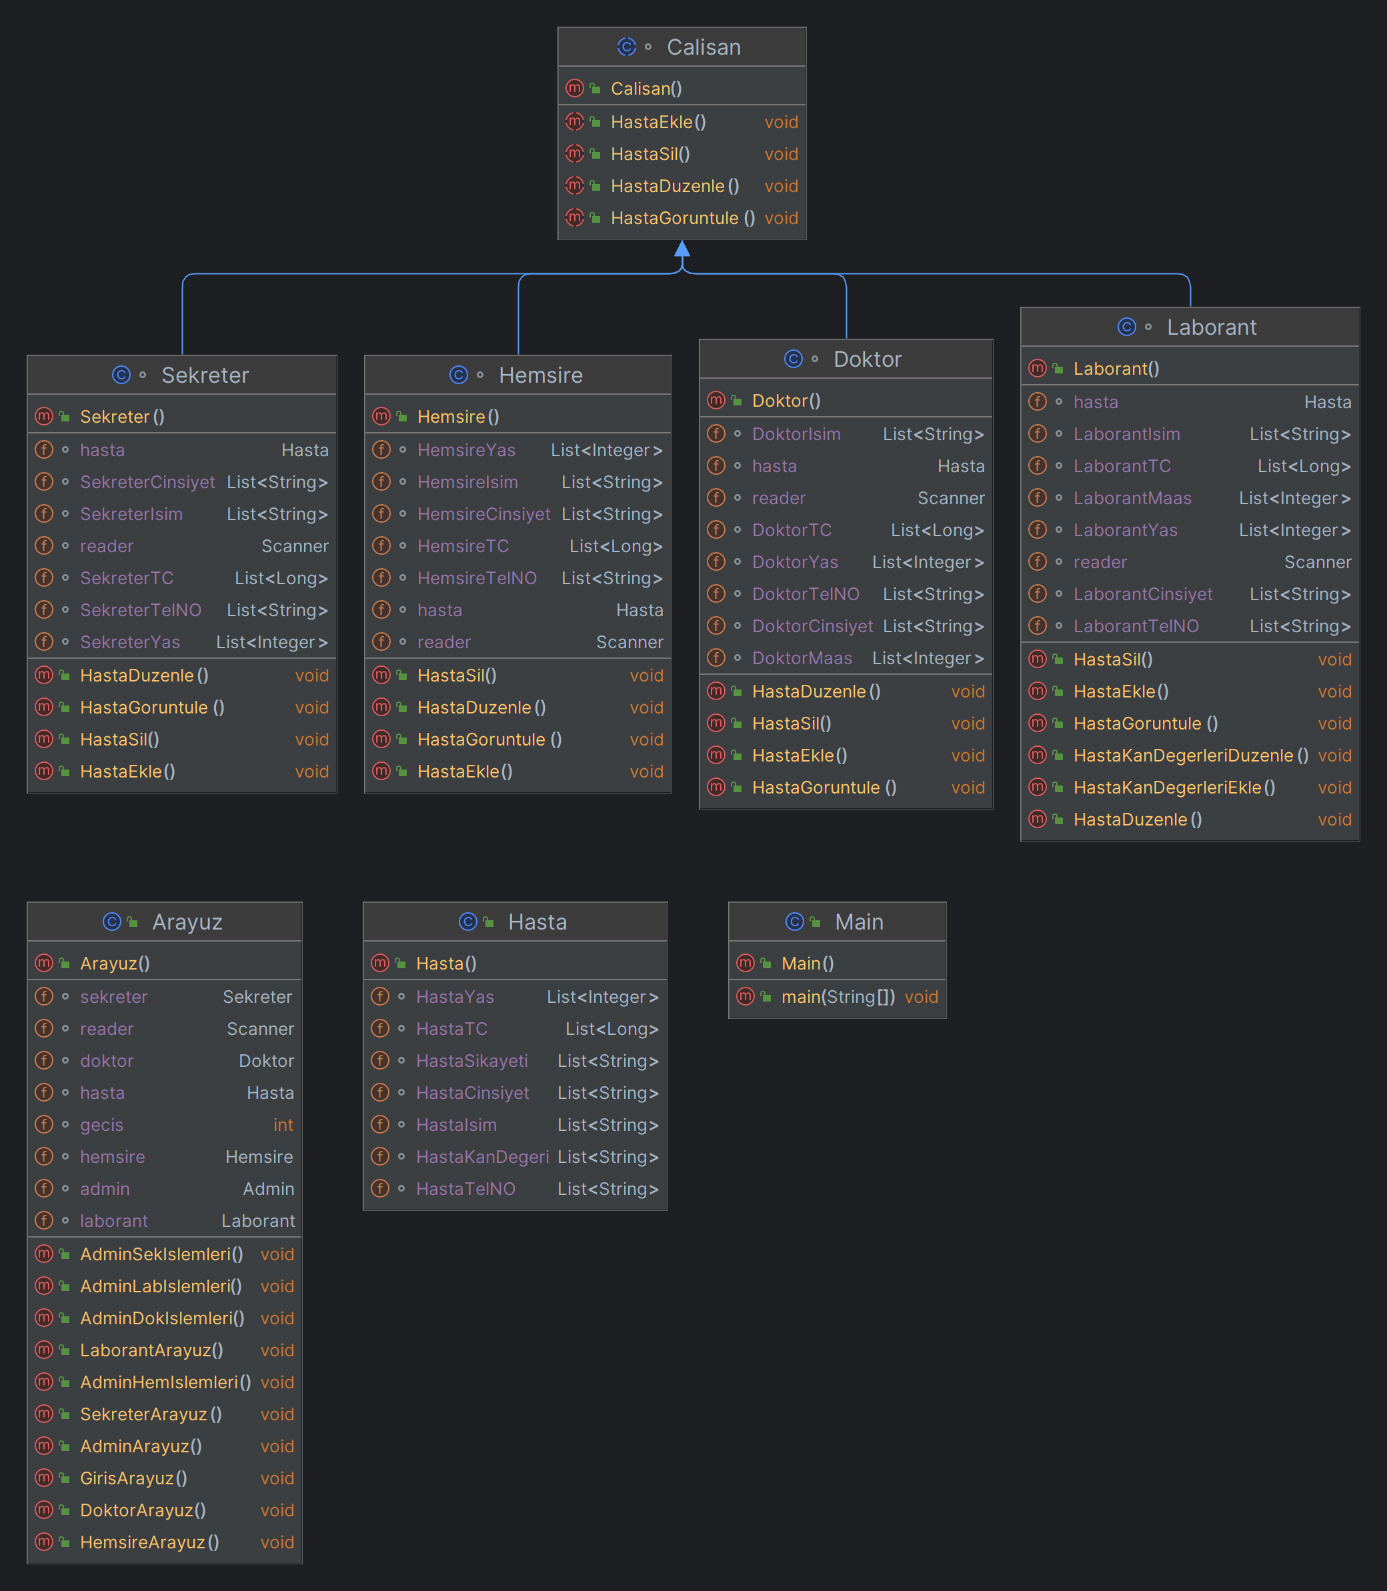 Calisan
Calisan()
HastaEkle() void
HastaSil() void
HastaDuzenle() void
HastaGoruntule() void
Sekreter
Sekreter()
hasta Hasta
SekreterCinsiyet List<String>
SekreterIsim List<String>
reader Scanner
SekreterTC List<Long>
SekreterTelNO List<String>
SekreterYas List<Integer>
HastaDuzenle() void
HastaGoruntule() void
HastaSil() void
HastaEkle() void
Hemsire
Hemsire()
HemsireYas List<Integer>
HemsireIsim List<String>
HemsireCinsiyet List<String>
HemsireTC List<Long>
HemsireTelNO List<String>
hasta Hasta
reader Scanner
HastaSil() void
HastaDuzenle() void
HastaGoruntule() void
HastaEkle() void
Doktor
Doktor()
DoktorIsim List<String>
hasta Hasta
reader Scanner
DoktorTC List<Long>
DoktorYas List<Integer>
DoktorTelNO List<String>
DoktorCinsiyet List<String>
DoktorMaas List<Integer>
HastaDuzenle() void
HastaSil() void
HastaEkle() void
HastaGoruntule() void
Laborant
Laborant()
hasta Hasta
LaborantIsim List<String>
LaborantTC List<Long>
LaborantMaas List<Integer>
LaborantYas List<Integer>
reader Scanner
LaborantCinsiyet List<String>
LaborantTelNO List<String>
HastaSil() void
HastaEkle() void
HastaGoruntule() void
HastaKanDegerleriDuzenle() void
HastaKanDegerleriEkle() void
HastaDuzenle() void
Arayuz
Arayuz()
sekreter Sekreter
reader Scanner
doktor Doktor
hasta Hasta
gecis int
hemsire Hemsire
admin Admin
laborant Laborant
AdminSekIslemleri() void
AdminLabIslemleri() void
AdminDokIslemleri() void
LaborantArayuz() void
AdminHemIslemleri() void
SekreterArayuz() void
AdminArayuz() void
GirisArayuz() void
DoktorArayuz() void
HemsireArayuz() void
Hasta
Hasta()
HastaYas List<Integer>
HastaTC List<Long>
HastaSikayeti List<String>
HastaCinsiyet List<String>
HastaIsim List<String>
HastaKanDegeri List<String>
HastaTelNO List<String>
Main
Main()
main(String[]) void